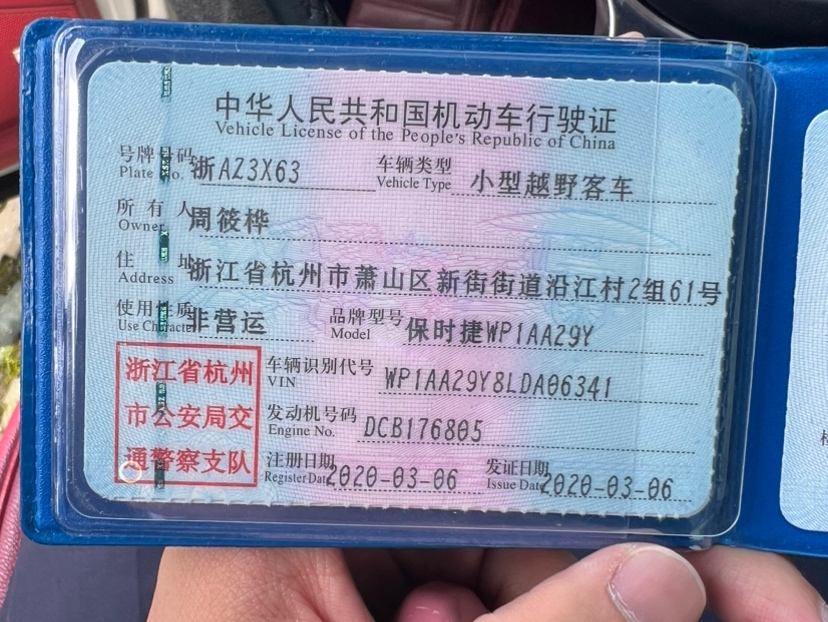 中华人民共和国机动车行驶证
Vehicle License of the People's Republic of China
号牌号码 浙AZ3X63 车辆类型 小型越野客车
Plate No. Vehicle Type
所有人 周筱桦
Owner
住址 浙江省杭州市萧山区新街街道沿江村2组61号
Address
使用性质 非营运 品牌型号 保时捷WP1AA29Y
Use Character Model
浙江省杭州
市公安局交
通警察支队
车辆识别代号 WP1AA29Y8LDA06341
VIN
发动机号码 DCB176805
Engine No.
注册日期 2020-03-06 发证日期 2020-03-06
Register Date Issue Date